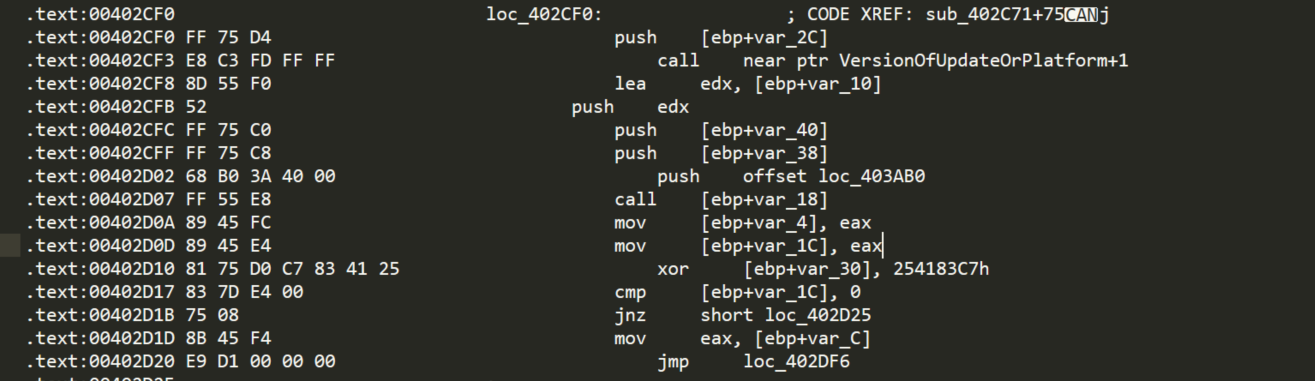 .text:00402CF0 loc_402CF0: ; CODE XREF: sub_402C71+75CANj
.text:00402CF0 FF 75 D4 push [ebp+var_2C]
.text:00402CF3 E8 C3 FD FF FF call near ptr VersionOfUpdateOrPlatform+1
.text:00402CF8 8D 55 F0 lea edx, [ebp+var_10]
.text:00402CFB 52 push edx
.text:00402CFC FF 75 C0 push [ebp+var_40]
.text:00402CFF FF 75 C8 push [ebp+var_38]
.text:00402D02 68 B0 3A 40 00 push offset loc_403AB0
.text:00402D07 FF 55 E8 call [ebp+var_18]
.text:00402D0A 89 45 FC mov [ebp+var_4], eax
.text:00402D0D 89 45 E4 mov [ebp+var_1C], eax
.text:00402D10 81 75 D0 C7 83 41 25 xor [ebp+var_30], 254183C7h
.text:00402D17 83 7D E4 00 cmp [ebp+var_1C], 0
.text:00402D1B 75 08 jnz short loc_402D25
.text:00402D1D 8B 45 F4 mov eax, [ebp+var_C]
.text:00402D20 E9 D1 00 00 00 jmp loc_402DF6